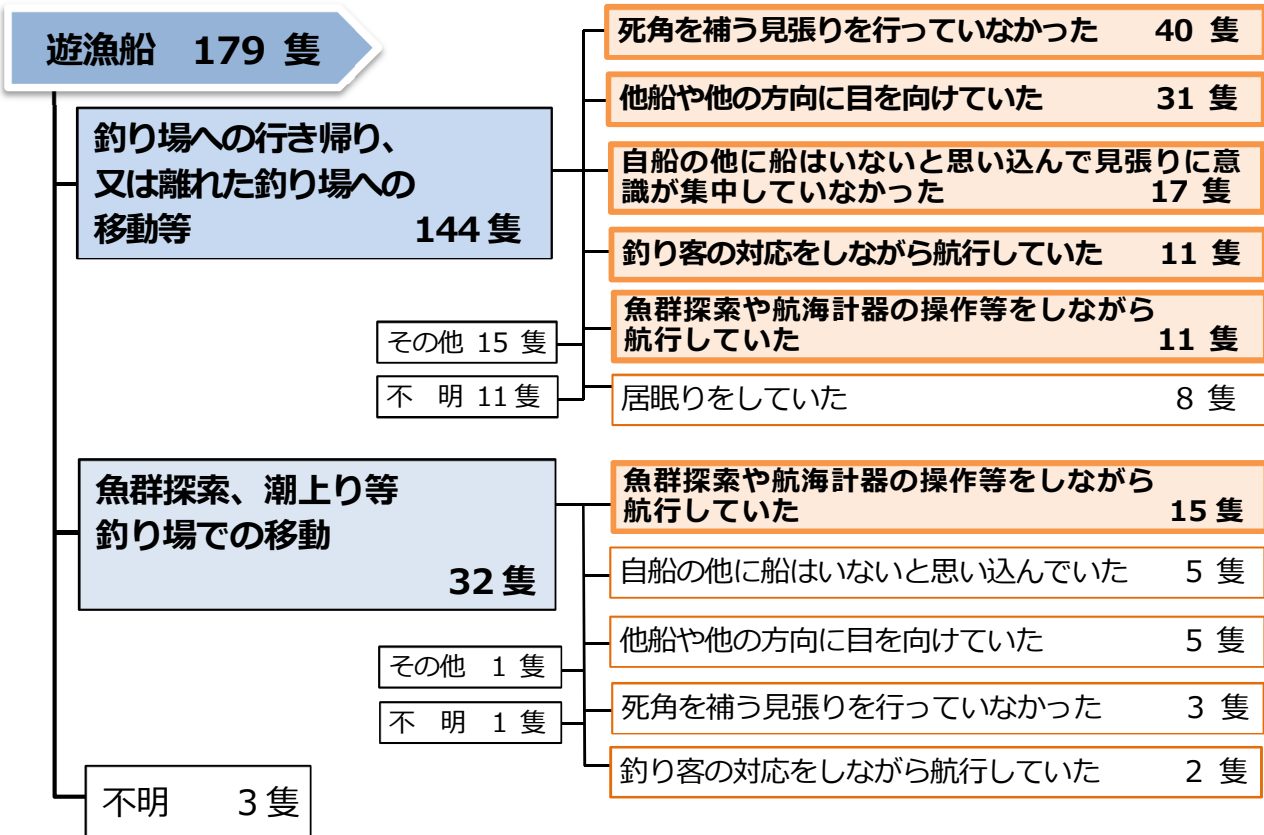 遊漁船 179 隻
釣り場への行き帰り、
又は離れた釣り場への
移動等 144 隻
死角を補う見張りを行っていなかった 40 隻
他船や他の方向に目を向けていた 31 隻
自船の他に船はいないと思い込んで見張りに意
識が集中していなかった 17 隻
釣り客の対応をしながら航行していた 11 隻
魚群探索や航海計器の操作等をしながら
航行していた 11 隻
居眠りをしていた 8 隻
その他 15 隻
不 明 11 隻
魚群探索、潮上り等
釣り場での移動
32 隻
魚群探索や航海計器の操作等をしながら
航行していた 15 隻
自船の他に船はいないと思い込んでいた 5 隻
他船や他の方向に目を向けていた 5 隻
死角を補う見張りを行っていなかった 3 隻
釣り客の対応をしながら航行していた 2 隻
その他 1 隻
不 明 1 隻
不明 3 隻